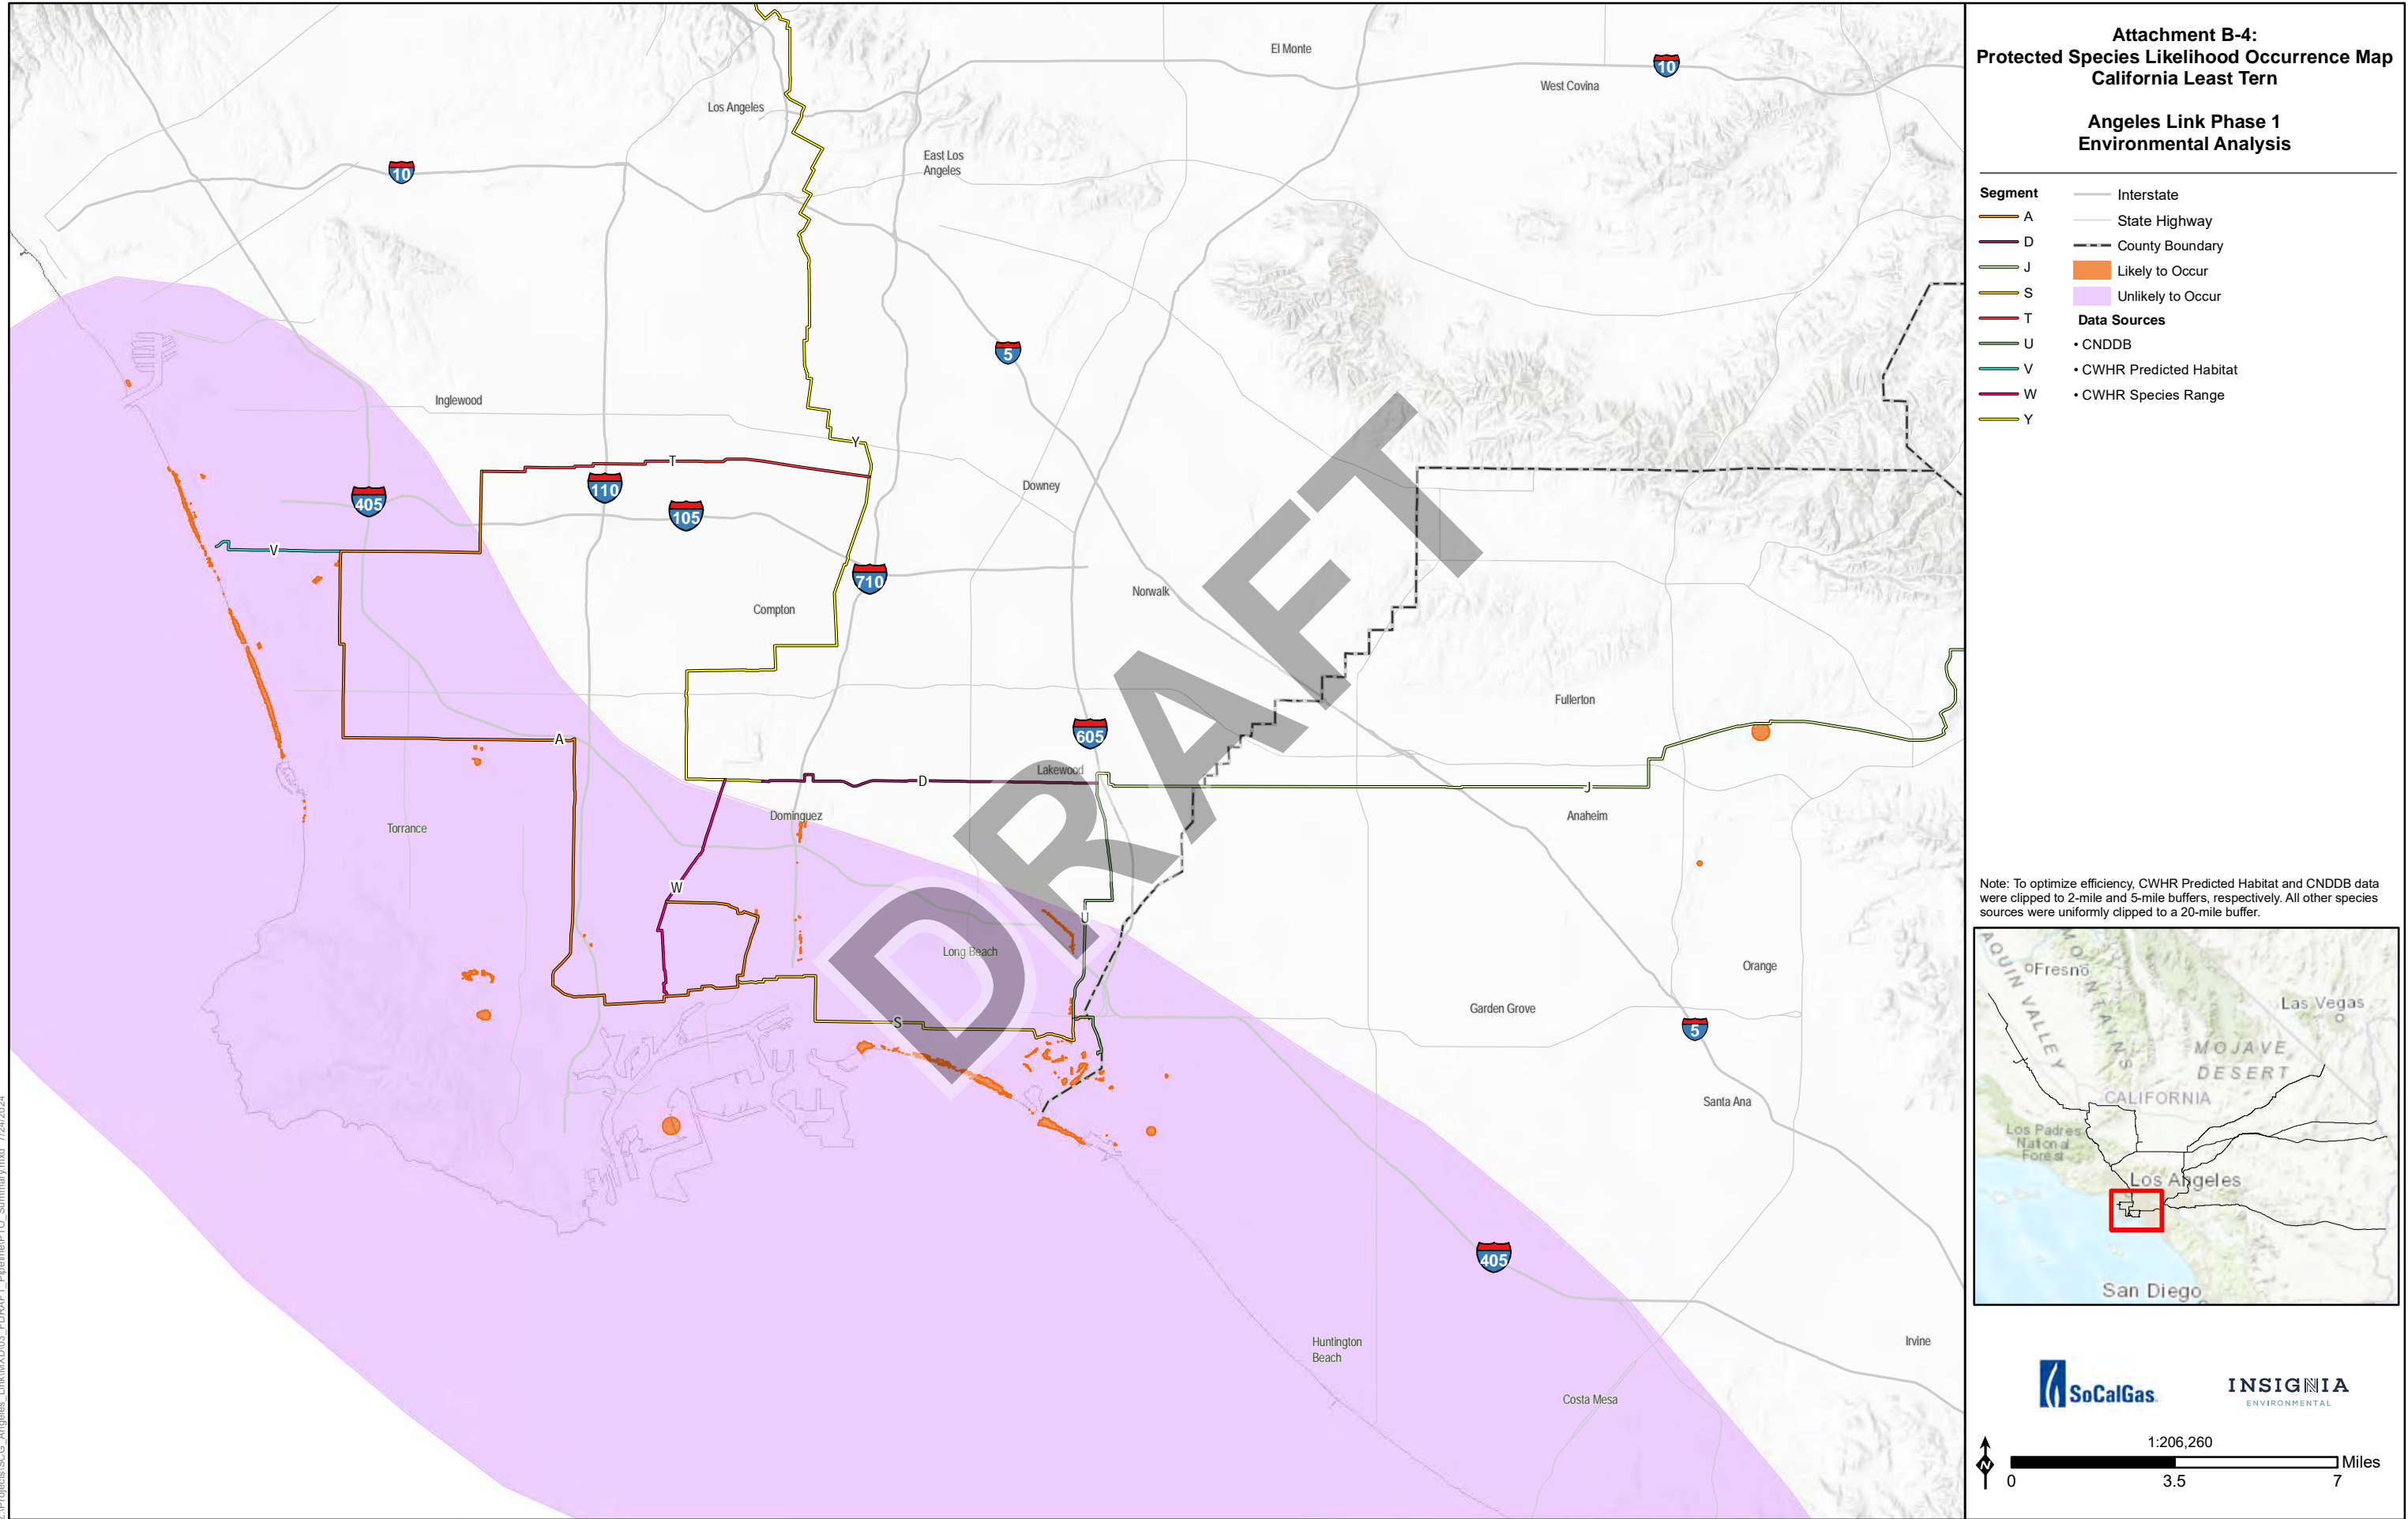 Attachment B-4:
Protected Species Likelihood Occurrence Map
California Least Tern
Angeles Link Phase 1
Environmental Analysis
Segment
A
D
J
S
T
U
V
W
Y
Interstate
State Highway
County Boundary
Likely to Occur
Unlikely to Occur
Data Sources
• CNDDB
• CWHR Predicted Habitat
• CWHR Species Range
Note: To optimize efficiency, CWHR Predicted Habitat and CNDDB data
were clipped to 2-mile and 5-mile buffers, respectively. All other species
sources were uniformly clipped to a 20-mile buffer.
AQUIN VALLEY
MOUNTAINS
Fresno
Las Vegas
MOJAVE
DESERT
CALIFORNIA
Los Padres
National
Forest
Los Angeles
San Diego
SoCalGas
INSIGNIA
ENVIRONMENTAL
1:206,260
Miles
0
3.5
7
N
El Monte
10
West Covina
Los Angeles
East Los
Angeles
10
5
Inglewood
Y
T
110
405
105
Downey
V
710
Compton
Norwalk
Fullerton
605
A
Lakewood
D
J
Dominguez
Anaheim
Torrance
W
U
Long Beach
Orange
Garden Grove
S
5
Santa Ana
405
Huntington
Beach
Irvine
Costa Mesa
DRAFT